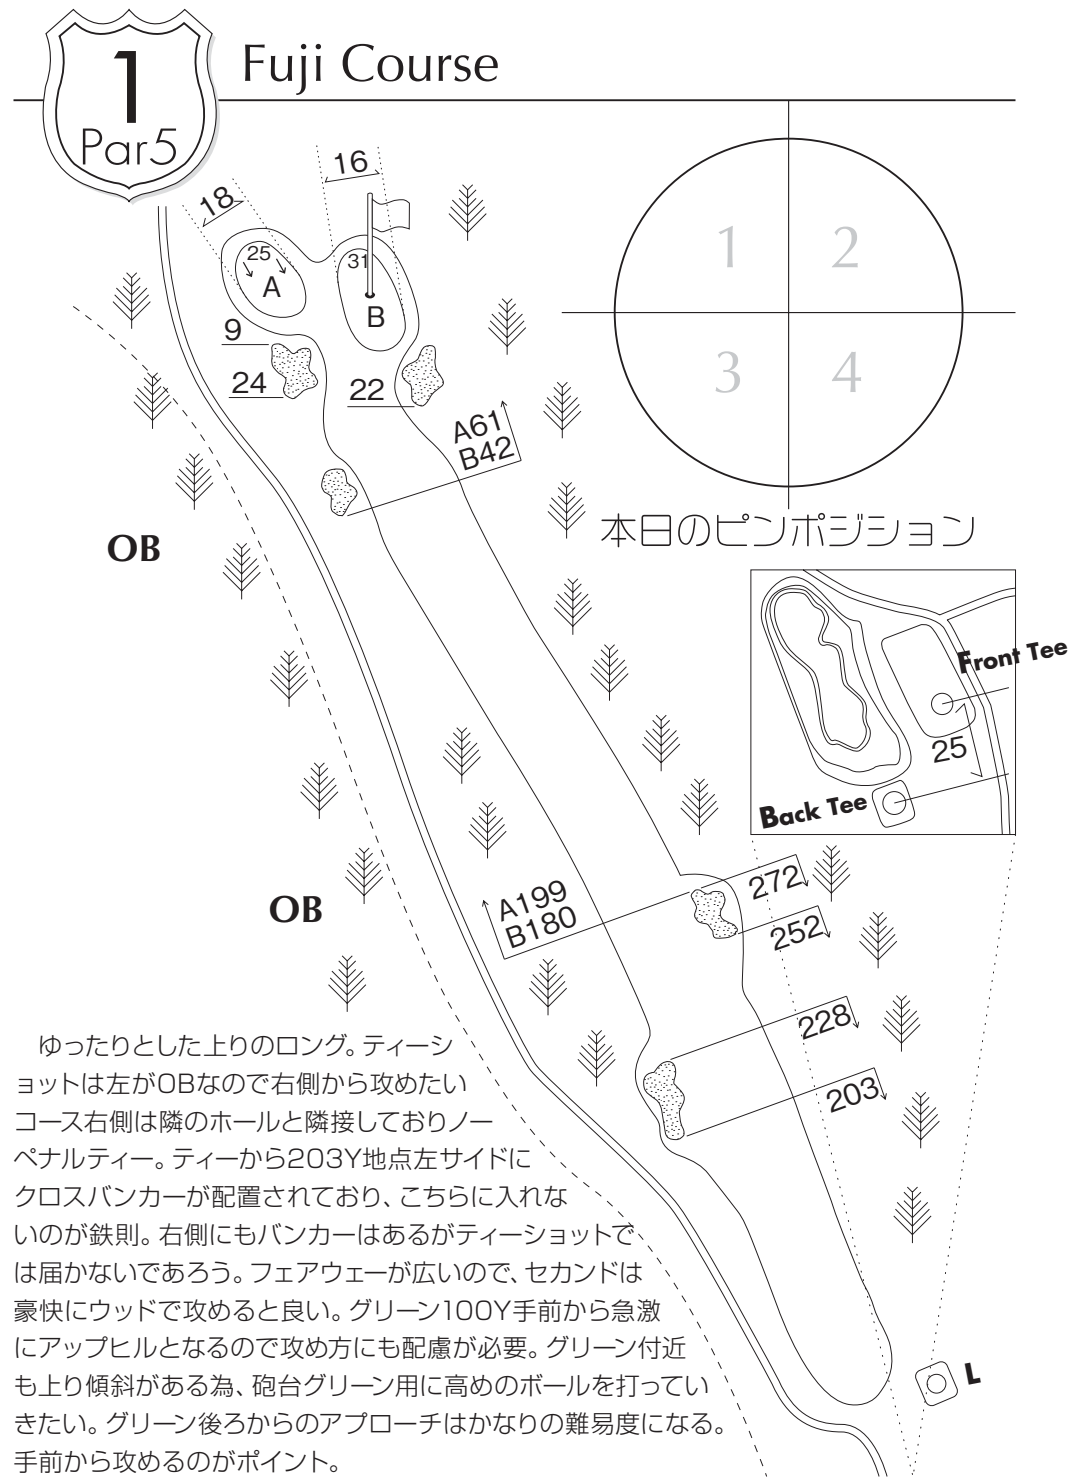 1
Par5
Fuji Course
16
18
25
A
31
B
9
24
22
A61
B42
1
2
3
4
本日のピンポジション
OB
Front Tee
25
Back Tee
OB
A199
B180
272
252
228
203
ゆったりとした上りのロング。ティーシ
ョットは左がOBなので右側から攻めたい
コース右側は隣のホールと隣接しておりノー
ペナルティー。ティーから203Y地点左サイドに
クロスバンカーが配置されており、こちらに入れな
いのが鉄則。右側にもバンカーはあるがティーショットで
は届かないであろう。フェアウェーが広いので、セカンドは
豪快にウッドで攻めると良い。グリーン100Y手前から急激
にアップヒルとなるので攻め方にも配慮が必要。グリーン付近
も上り傾斜がある為、砲台グリーン用に高めのボールを打ってい
きたい。グリーン後ろからのアプローチはかなりの難易度になる。
手前から攻めるのがポイント。
L